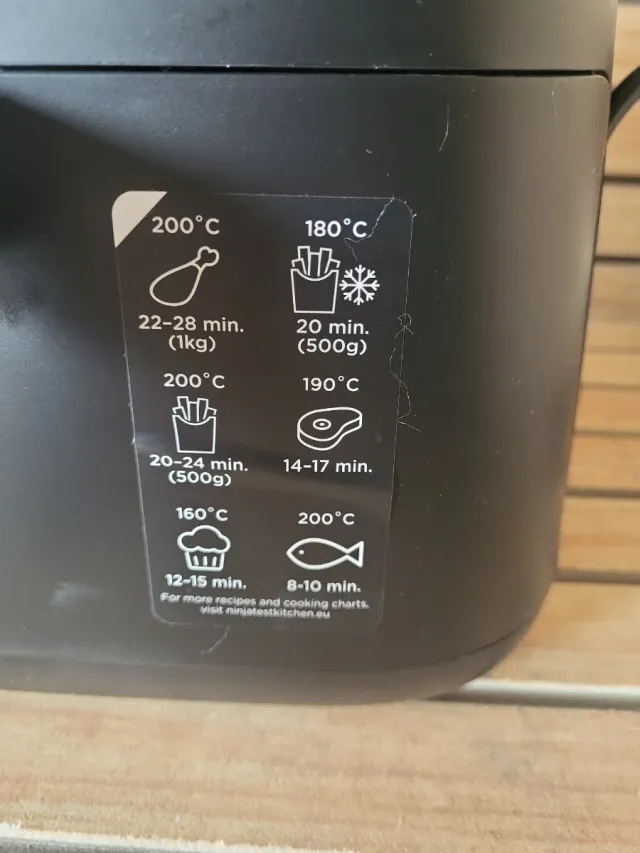 200°C
22-28 min.
(1kg)
180°C
20 min.
(500g)
200°C
20-24 min.
(500g)
190°C
14-17 min.
160°C
12-15 min.
200°C
8-10 min.
For more recipes and cooking charts,
visit ninjatestkitchen.eu